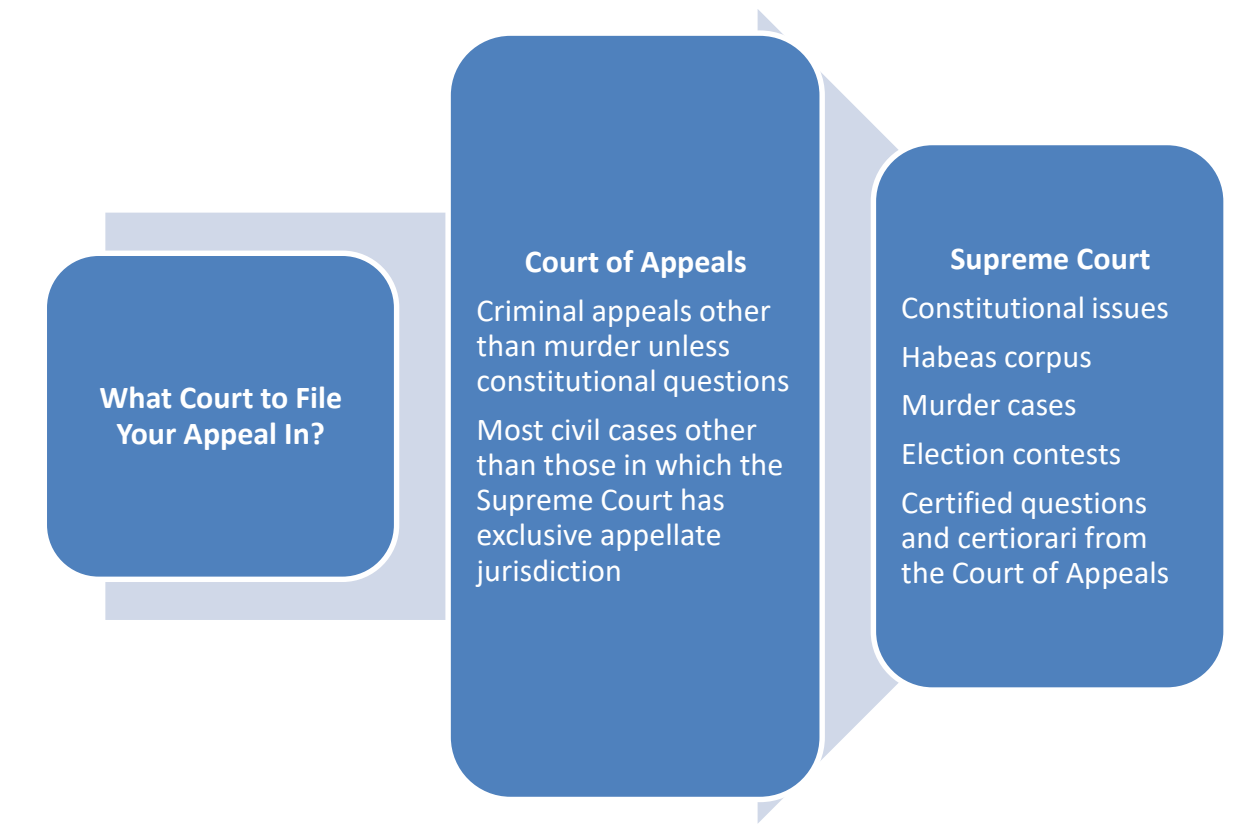 What Court to File
Your Appeal In?
Court of Appeals
Criminal appeals other
than murder unless
constitutional questions
Most civil cases other
than those in which the
Supreme Court has
exclusive appellate
jurisdiction
Supreme Court
Constitutional issues
Habeas corpus
Murder cases
Election contests
Certified questions
and certiorari from
the Court of Appeals